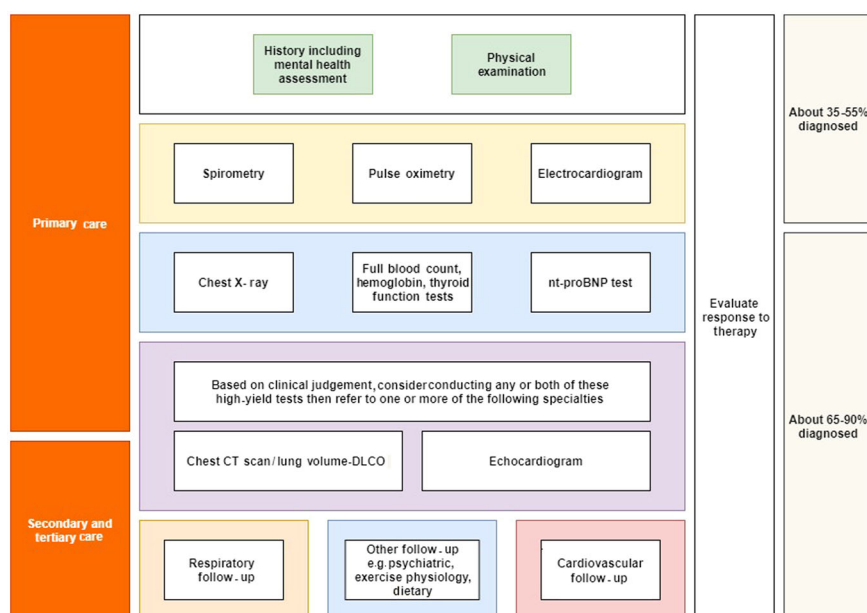 History including
mental health
assessment
Physical
examination
About 35-55%
diagnosed
Spirometry
Pulse oximetry
Electrocardiogram
Primary care
Chest X-ray
Full blood count,
hemoglobin, thyroid
function tests
nt-proBNP test
Evaluate
response to
therapy
Based on clinical judgement, consider conducting any or both of these
high-yield tests then refer to one or more of the following specialties
About 65-90%
diagnosed
Chest CT scan/lung volume-DLCO
Echocardiogram
Secondary and
tertiary care
Respiratory
follow-up
Other follow-up
e.g. psychiatric,
exercise physiology,
dietary
Cardiovascular
follow-up